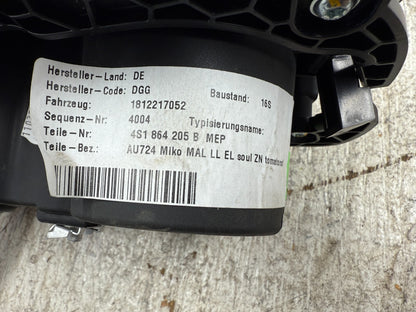 Hersteller-Land: DE
Hersteller-Code: DGG Baustand: 16S
Fahrzeug: 1812217052
Sequenz-Nr: 4004 Typisierungsname:
Teile-Nr: 4S1 864 205 B MEP
Teile-Bez.: AU724 Miko MAL LL EL soul ZN